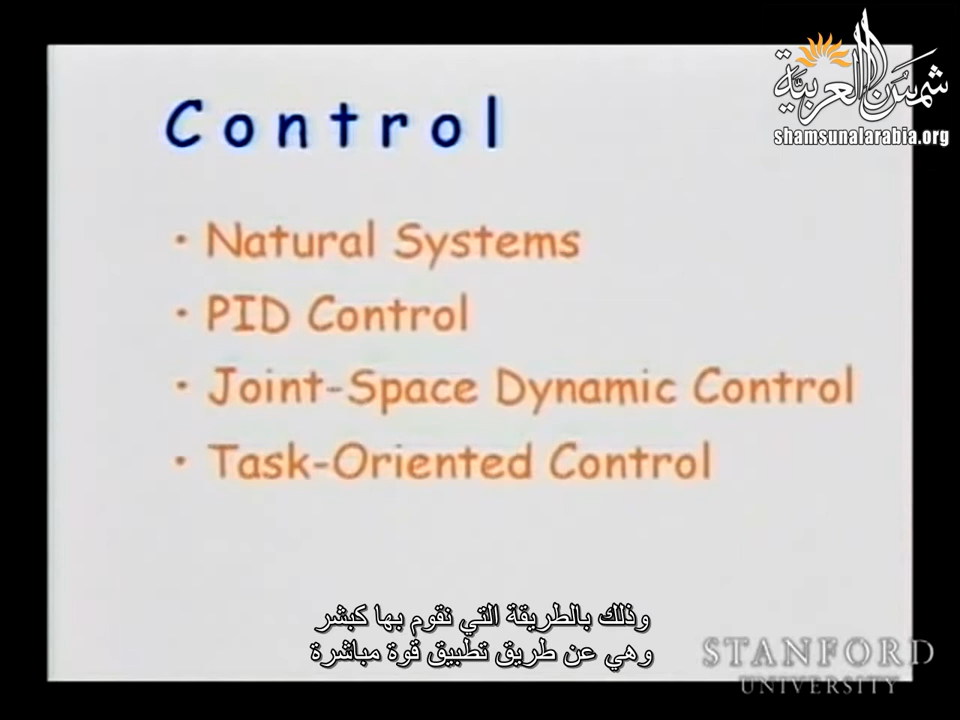 شمس العربية
shamsunalarabia.org
Control
• Natural Systems
• PID Control
• Joint-Space Dynamic Control
• Task-Oriented Control
وذلك بالطريقة التي نقوم بها كبشر
وهي عن طريق تطبيق قوة مباشرة
STANFORD
UNIVERSITY